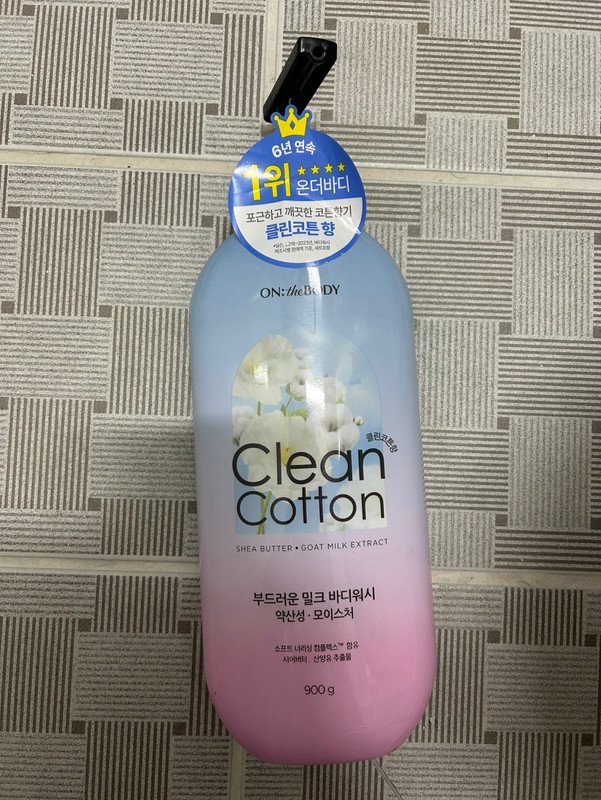 6년 연속
1위 온더바디
포근하고 깨끗한 코튼향기
클린코튼 향
ON:theBODY
클린코튼향
Clean
Cotton
SHEA BUTTER • GOAT MILK EXTRACT
부드러운 밀크 바디워시
약산성 · 모이스처
소프트 너리싱 컴플렉스™ 함유
시어버터, 산양유 추출물
900 g